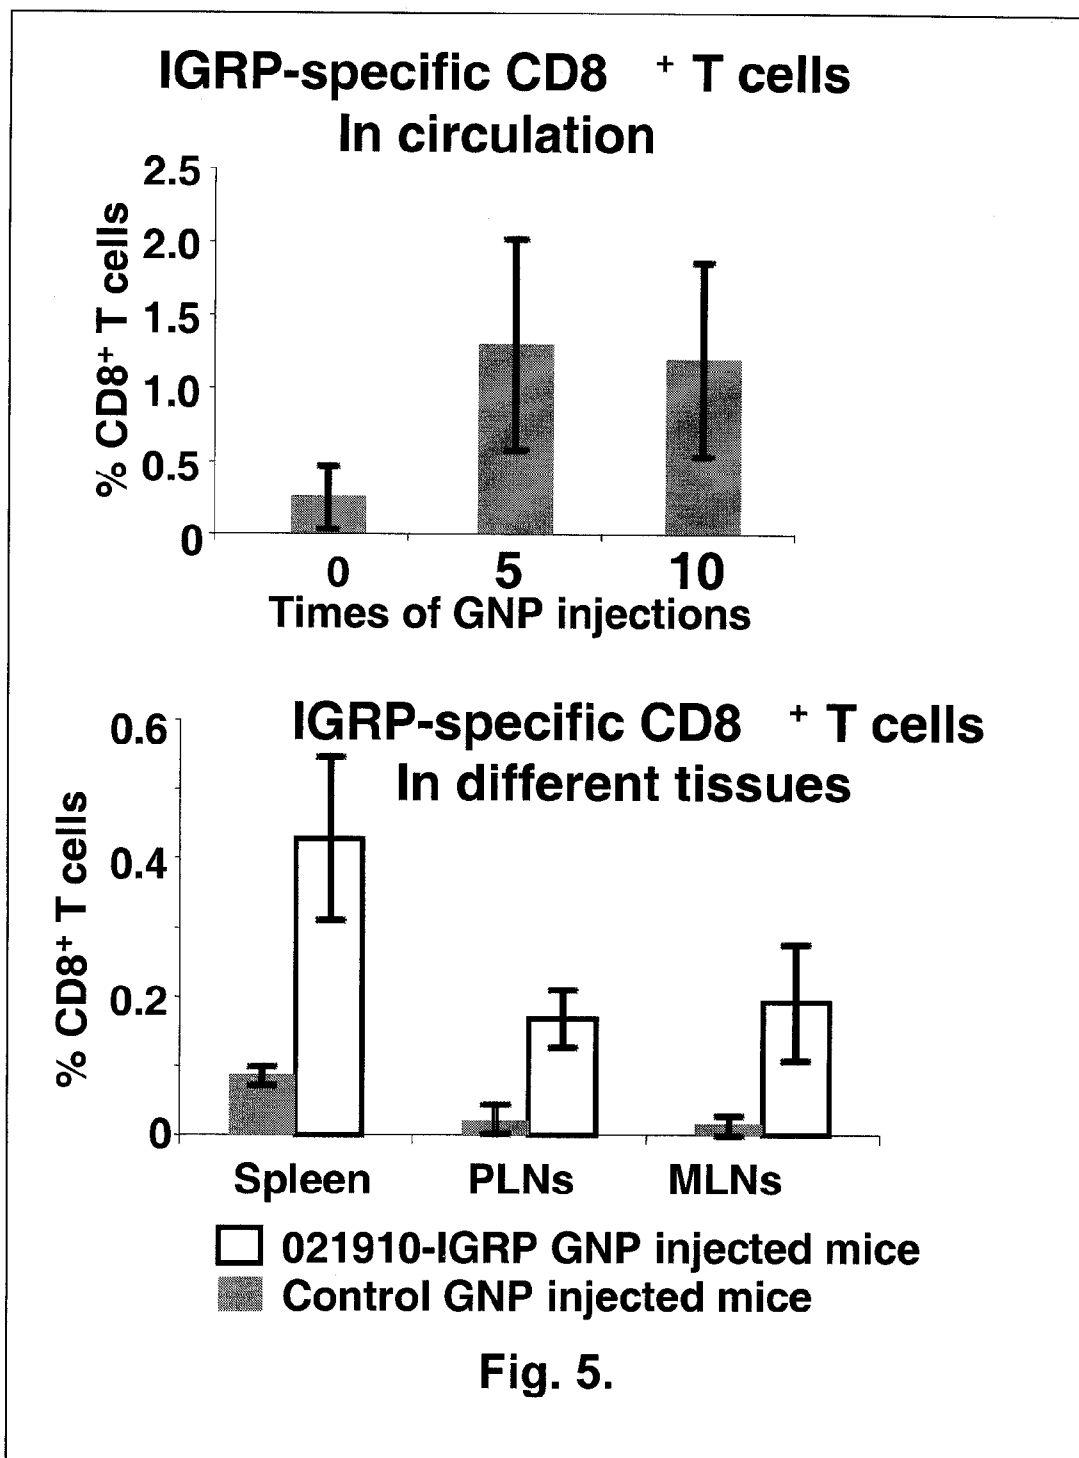 IGRP-specific CD8 + T cells
In circulation
% CD8+ T cells
2.5
2.0
1.5
1.0
0.5
0
0 5 10
Times of GNP injections
IGRP-specific CD8 + T cells
In different tissues
% CD8+ T cells
0.6
0.4
0.2
0
Spleen PLNs MLNs
021910-IGRP GNP injected mice
Control GNP injected mice
Fig. 5.